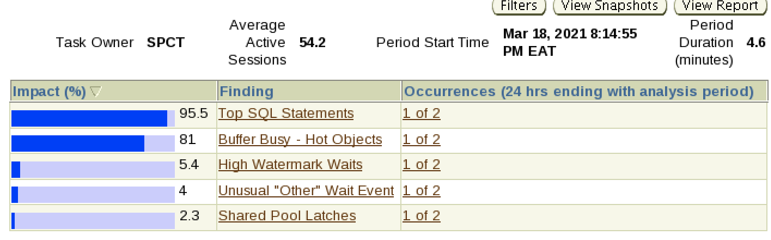 Filters View Snapshots View Report
Task Owner SPCT Average Active Sessions 54.2 Period Start Time Mar 18, 2021 8:14:55 PM EAT Period Duration (minutes) 4.6
Impact (%) Finding Occurrences (24 hrs ending with analysis period)
95.5 Top SQL Statements 1 of 2
81 Buffer Busy - Hot Objects 1 of 2
5.4 High Watermark Waits 1 of 2
4 Unusual "Other" Wait Event 1 of 2
2.3 Shared Pool Latches 1 of 2